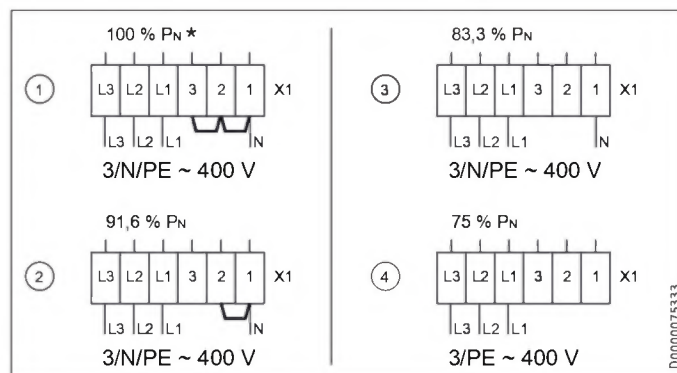 100 % PN *
1
L3 L2 L1 3 2 1 X1
L3 L2 L1 N
3/N/PE ~ 400 V
91,6 % PN
2
L3 L2 L1 3 2 1 X1
L3 L2 L1 N
3/N/PE ~ 400 V
83,3 % PN
3
L3 L2 L1 3 2 1 X1
L3 L2 L1 N
3/N/PE ~ 400 V
75 % PN
4
L3 L2 L1 3 2 1 X1
L3 L2 L1
3/PE ~ 400 V
D0000075333